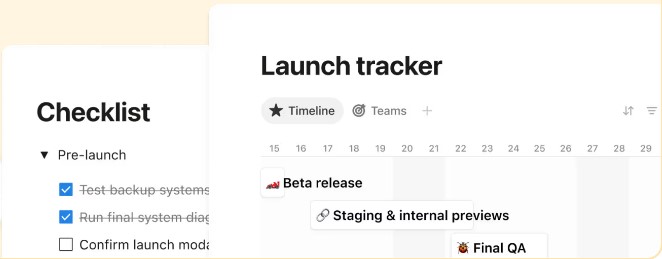 Checklist
Pre-launch
Test backup systems
Run final system diag
Confirm launch moda
Launch tracker
Timeline Teams
15 16 17 18 19 20 21 22 23 24 25 26 27 28 29
Beta release
Staging & internal previews
Final QA